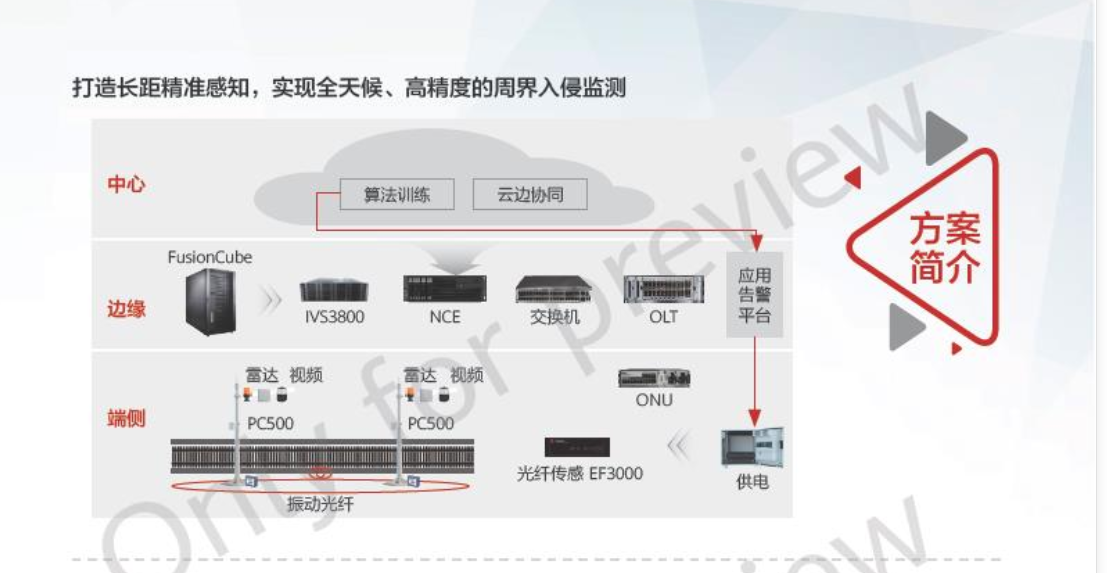 打造长距精准感知，实现全天候、高精度的周界入侵监测
中心
算法训练
云边协同
方案
简介
边缘
FusionCube
IVS3800
NCE
交换机
OLT
应用
告警
平台
端侧
雷达 视频
PC500
雷达 视频
PC500
振动光纤
ONU
光纤传感 EF3000
供电
Only for preview
view